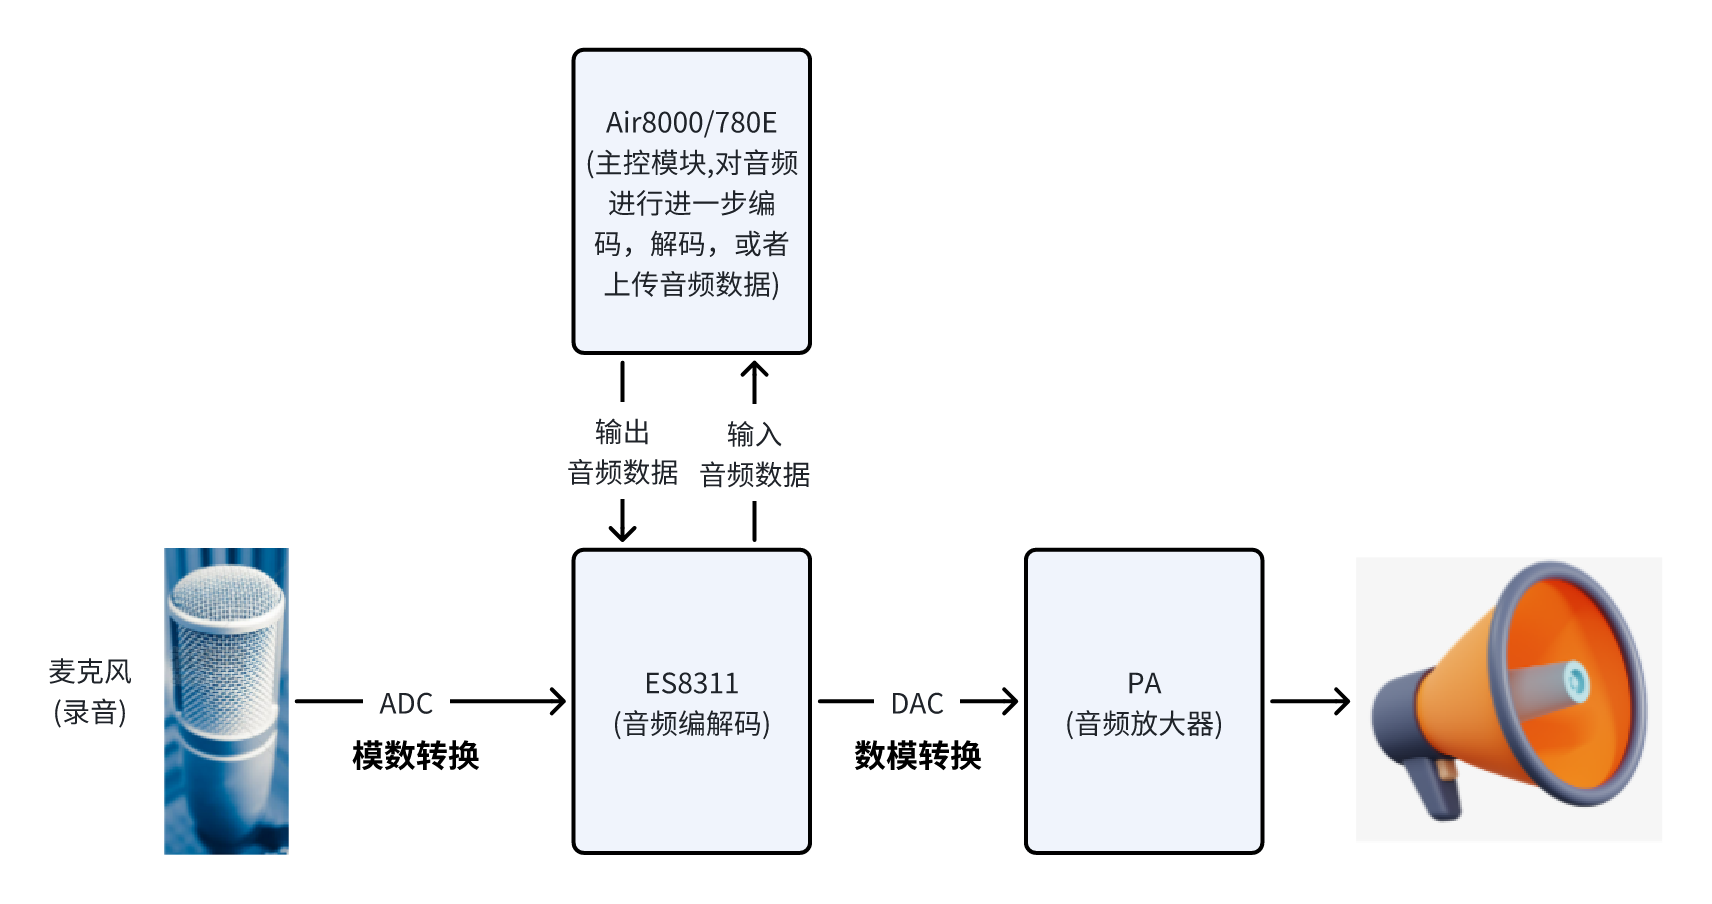 Air8000/780E
(主控模块,对音频
进行进一步编
码，解码，或者
上传音频数据)
输出
音频数据
输入
音频数据
麦克风
(录音)
ADC
模数转换
ES8311
(音频编解码)
DAC
数模转换
PA
(音频放大器)